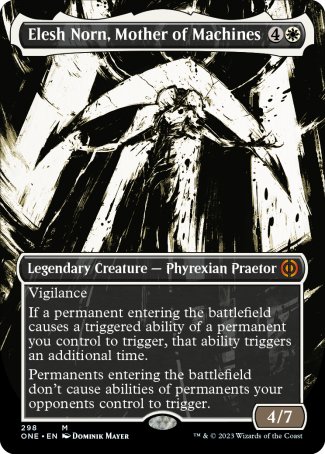 Elesh Norn, Mother of Machines 4
Legendary Creature — Phyrexian Praetor
Vigilance
If a permanent entering the battlefield
causes a triggered ability of a permanent
you control to trigger, that ability triggers
an additional time.
Permanents entering the battlefield
don't cause abilities of permanents your
opponents control to trigger.
4/7
298 M
ONE • EN Dominik Mayer
™ & © 2023 Wizards of the Coast